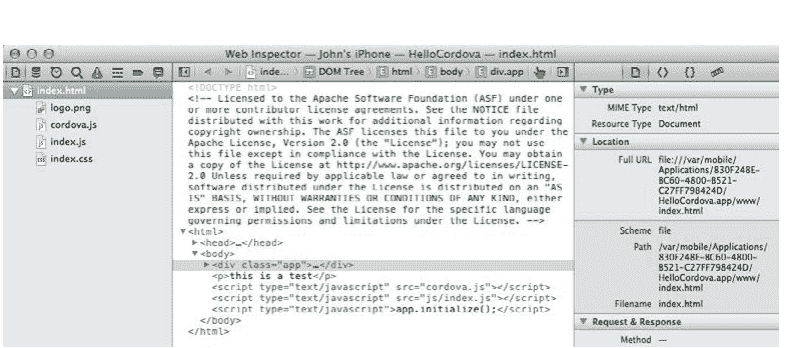 Web Inspector — John's iPhone — HelloCordova — index.html
inde... DOM Tree html body div.app
index.html
logo.png
cordova.js
index.js
index.css
<!DOCTYPE html>
<!-- Licensed to the Apache Software Foundation (ASF) under one
or more contributor license agreements. See the NOTICE file
distributed with this work for additional information regarding
copyright ownership. The ASF licenses this file to you under the
Apache License, Version 2.0 (the "License"); you may not use
this file except in compliance with the License. You may obtain
a copy of the License at http://www.apache.org/licenses/LICENSE-
2.0 Unless required by applicable law or agreed to in writing,
software distributed under the License is distributed on an "AS
IS" BASIS, WITHOUT WARRANTIES OR CONDITIONS OF ANY KIND, either
express or implied. See the License for the specific language
governing permissions and limitations under the License. -->
<html>
<head>…</head>
<body>
<div class="app">…</div>
<p>this is a test</p>
<script type="text/javascript" src="cordova.js"></script>
<script type="text/javascript" src="js/index.js"></script>
<script type="text/javascript">app.initialize();</script>
</body>
</html>
Type
MIME Type text/html
Resource Type Document
Location
Full URL file:///var/mobile/
Applications/830F248E-
BC60-4800-B521-
C27FF798424D/
HelloCordova.app/www/
index.html
Scheme file
Path /var/mobile/Applications/
830F248E-BC60-4800-
B521-C27FF798424D/
HelloCordova.app/www/
index.html
Filename index.html
Request & Response
Method —